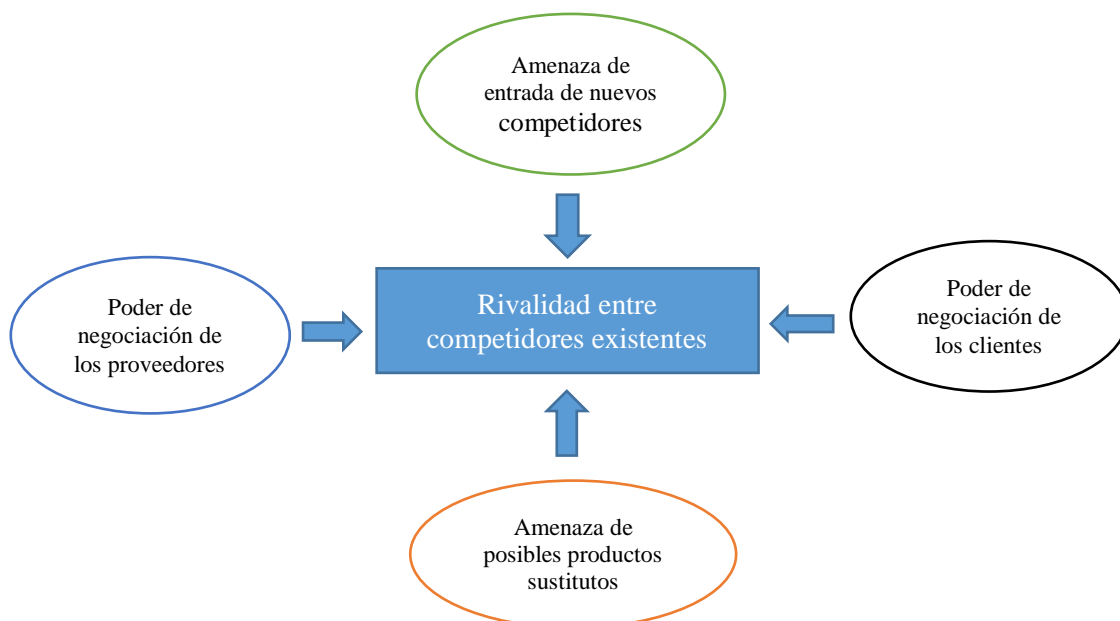 Amenaza de
entrada de nuevos
competidores
Poder de
negociación de
los proveedores
Rivalidad entre
competidores existentes
Poder de
negociación de
los clientes
Amenaza de
posibles productos
sustitutos